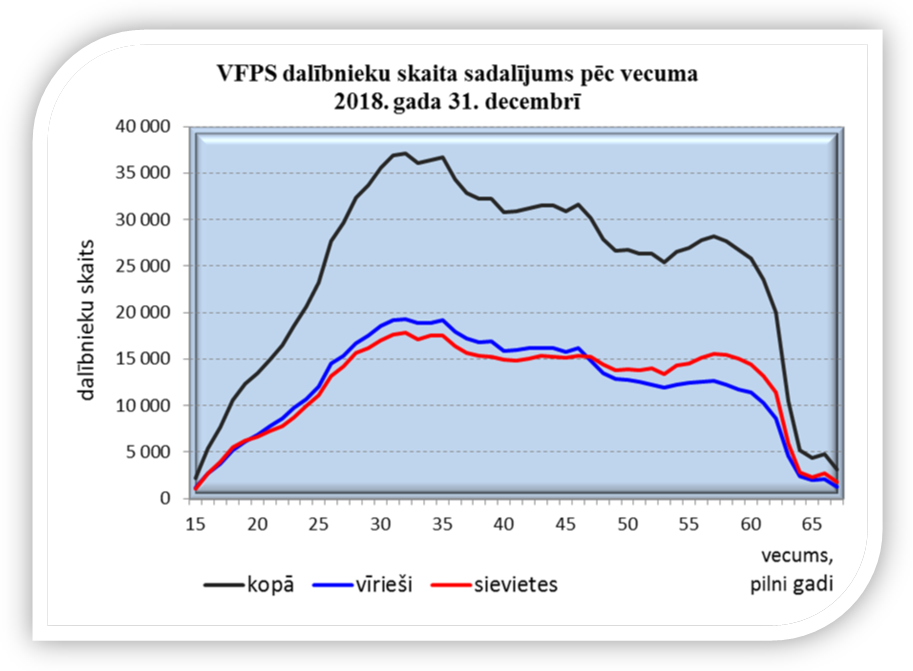 VFPS dalībnieku skaita sadalījums pēc vecuma
2018. gada 31. decembrī
dalībnieku skaits
40 000
35 000
30 000
25 000
20 000
15 000
10 000
5 000
0
15 20 25 30 35 40 45 50 55 60 65
vecums,
pilni gadi
kopā vīrieši sievietes